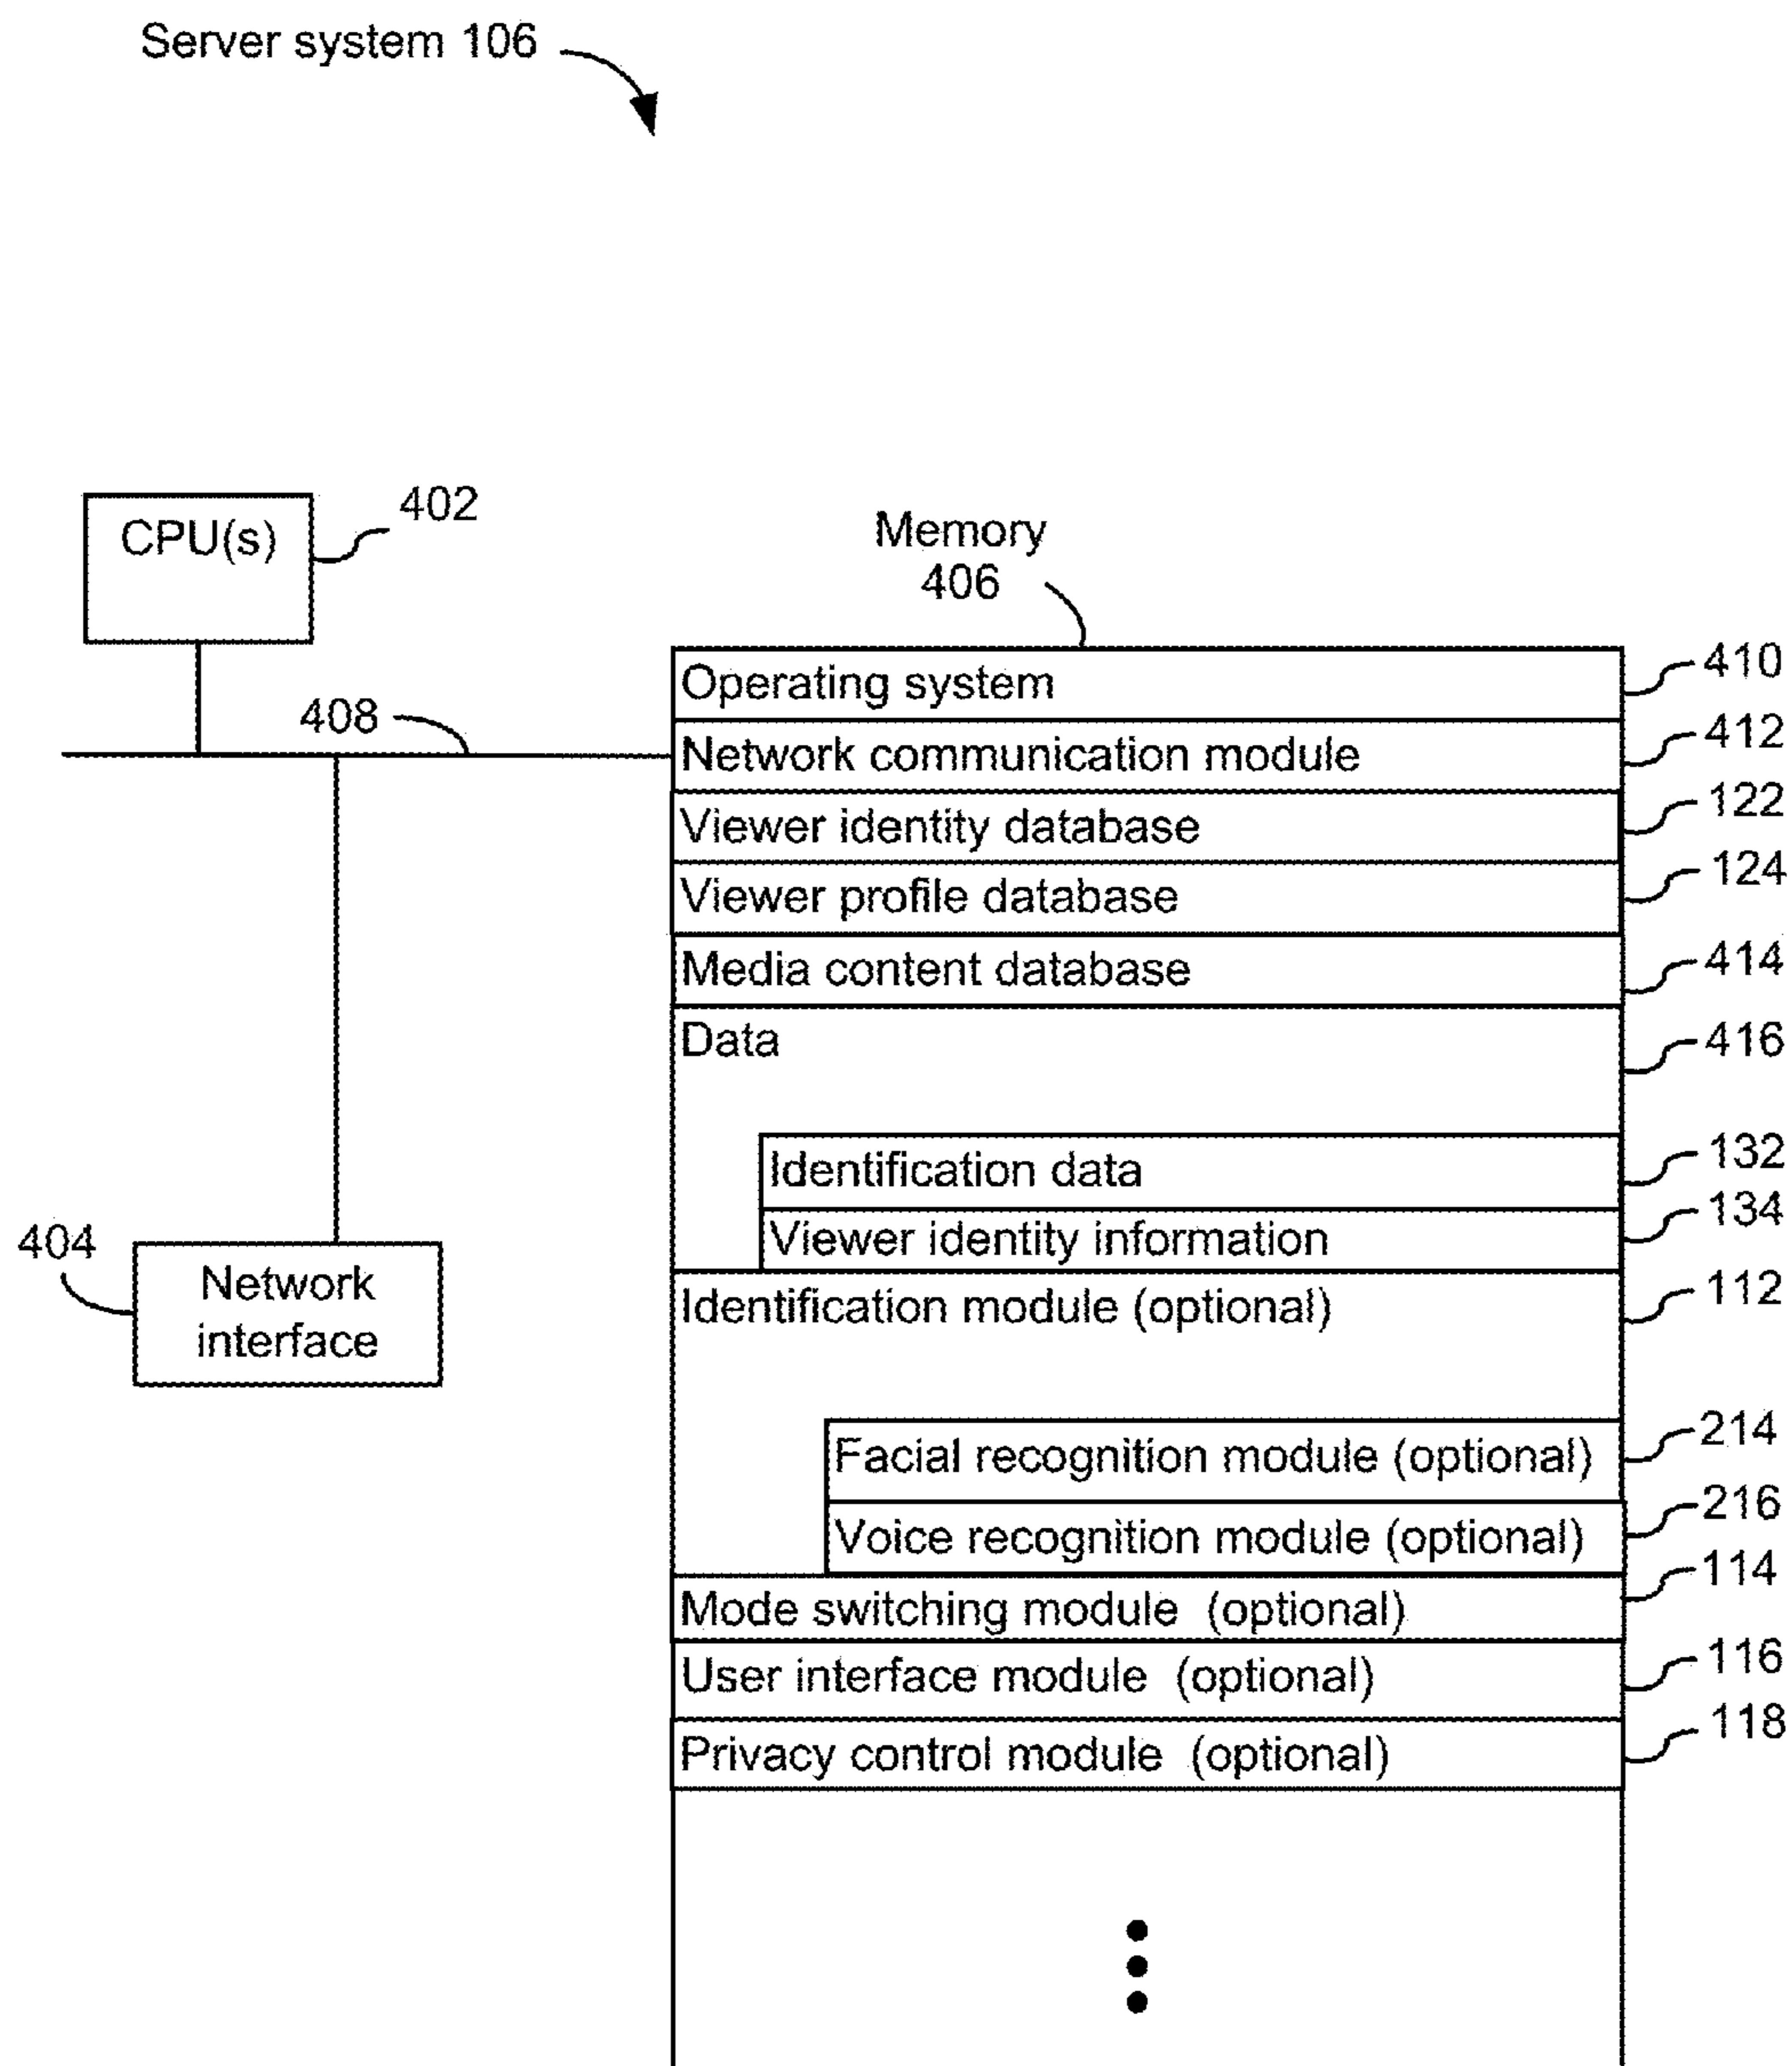 Server system 106
CPU(s)
402
Memory
406
408
Operating system
410
Network communication module
412
Viewer identity database
122
Viewer profile database
124
Media content database
414
Data
416
Identification data
132
Viewer identity information
134
404
Network
interface
Identification module (optional)
112
Facial recognition module (optional)
214
Voice recognition module (optional)
216
Mode switching module (optional)
114
User interface module (optional)
116
Privacy control module (optional)
118